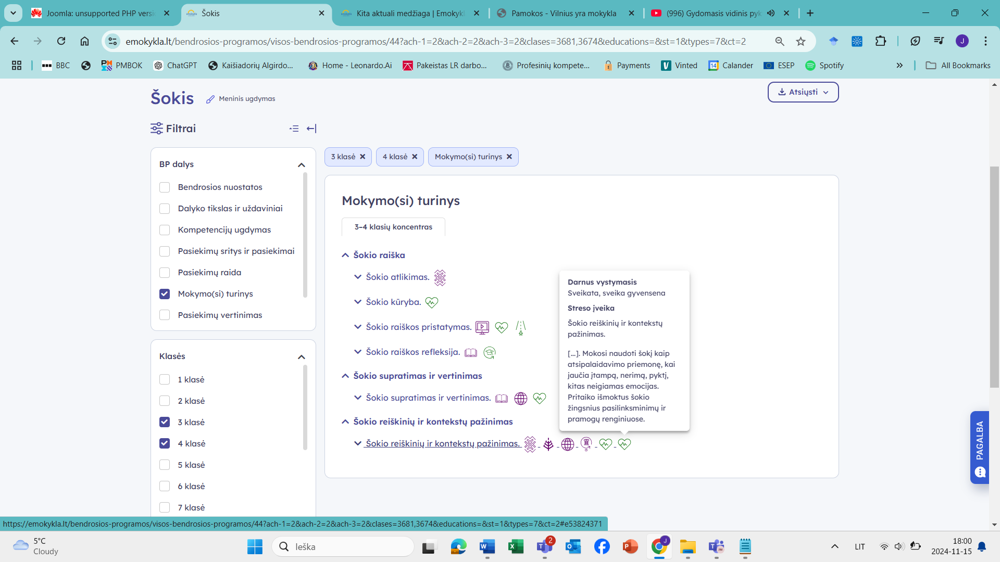 Joomla: unsupported PHP versi
Šokis
Kita aktuali medžiaga | Emokykl
Pamokos - Vilnius yra mokykla
(996) Gydomasis vidinis pyk
emokykla.lt/bendrosios-programos/visos-bendrosios-programos/44?ach-1=2&ach-2=2&ach-3=2&clases=3681,3674&educations=&st=1&types=7&ct=2
J
BBC
PMBOK
ChatGPT
Kaišiadorių Algirdo...
Home - Leonardo.Ai
Pakeistas LR darbo...
Profesinių kompete...
Payments
Vinted
14
Calander
ESEP
Spotify
All Bookmarks
Šokis
Meninis ugdymas
Atsiųsti
Filtrai
BP dalys
Bendrosios nuostatos
Dalyko tikslas ir uždaviniai
Kompetencijų ugdymas
Pasiekimų sritys ir pasiekimai
Pasiekimų raida
Mokymo(si) turinys
Pasiekimų vertinimas
Klasės
1 klasė
2 klasė
3 klasė
4 klasė
5 klasė
6 klasė
7 klasė
3 klasė
4 klasė
Mokymo(si) turinys
Mokymo(si) turinys
3–4 klasių koncentras
Šokio raiška
Šokio atlikimas.
Šokio kūryba.
Šokio raiškos pristatymas.
Šokio raiškos refleksija.
Šokio supratimas ir vertinimas
Šokio supratimas ir vertinimas.
Šokio reiškinių ir kontekstų pažinimas
Šokio reiškinių ir kontekstų pažinimas.
Darnus vystymasis
Sveikata, sveika gyvensena
Streso įveika
Šokio reiškinių ir kontekstų
pažinimas.
[...]. Mokosi naudoti šokį kaip
atsipalaidavimo priemonę, kai
jaučia įtampą, nerimą, pyktį,
kitas neigiamas emocijas.
Pritaiko išmoktus šokio
žingsnius pasilinksminimų ir
pramogų renginiuose.
PAGALBA
https://emokykla.lt/bendrosios-programos/visos-bendrosios-programos/44?ach-1=2&ach-2=2&ach-3=2&clases=3681,3674&educations=&st=1&types=7&ct=2#e53824371
5°C
Cloudy
Ieška
2
J
LIT
18:00
2024-11-15